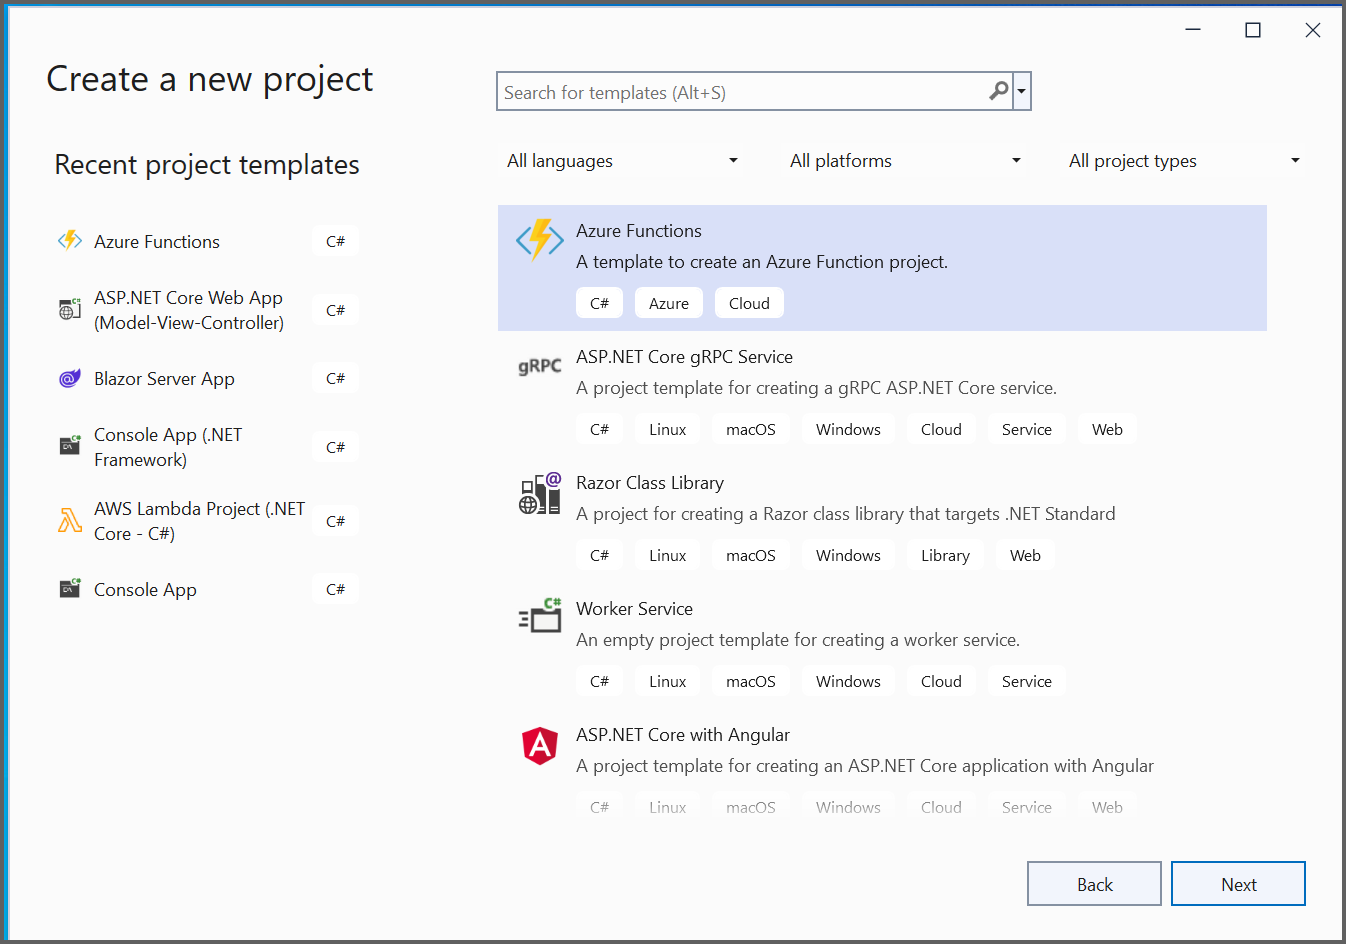 Create a new project
Search for templates (Alt+S)
Recent project templates
All languages
All platforms
All project types
Azure Functions
C#
ASP.NET Core Web App
(Model-View-Controller)
C#
Blazor Server App
C#
Console App (.NET
Framework)
C#
AWS Lambda Project (.NET
Core - C#)
C#
Console App
C#
Azure Functions
A template to create an Azure Function project.
C# Azure Cloud
gRPC
ASP.NET Core gRPC Service
A project template for creating a gRPC ASP.NET Core service.
C# Linux macOS Windows Cloud Service Web
Razor Class Library
A project for creating a Razor class library that targets .NET Standard
C# Linux macOS Windows Library Web
C#
Worker Service
An empty project template for creating a worker service.
C# Linux macOS Windows Cloud Service
A
ASP.NET Core with Angular
A project template for creating an ASP.NET Core application with Angular
C# Linux macOS Windows Cloud Service Web
Back
Next